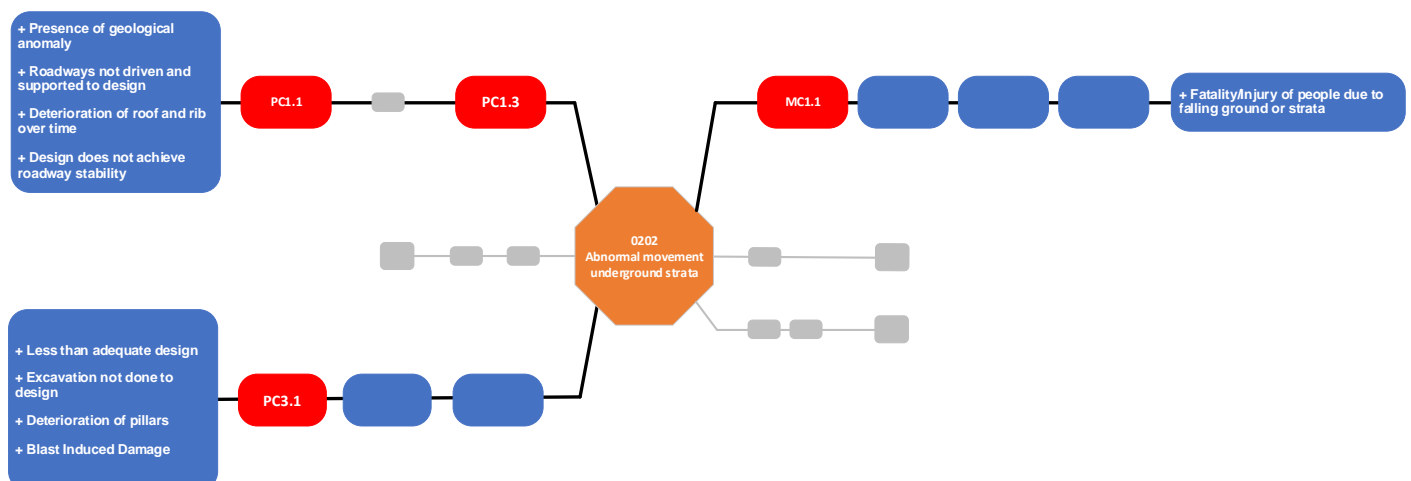 + Presence of geological
anomaly
+ Roadways not driven and
supported to design
+ Deterioration of roof and rib
over time
+ Design does not achieve
roadway stability
PC1.1
PC1.3
MC1.1
+ Fatality/Injury of people due to
falling ground or strata
0202
Abnormal movement
underground strata
+ Less than adequate design
+ Excavation not done to
design
+ Deterioration of pillars
+ Blast Induced Damage
PC3.1